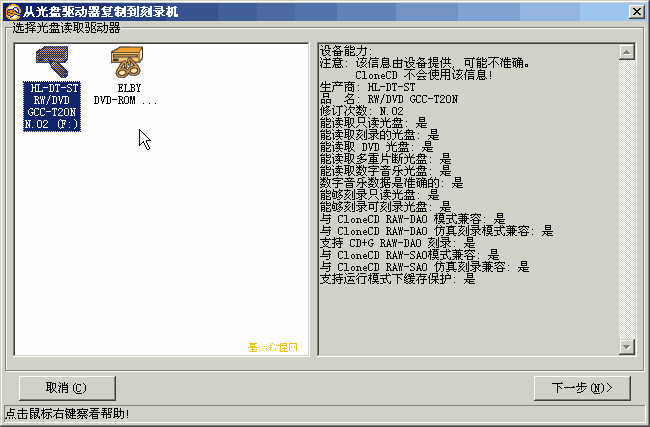 从光盘驱动器复制到刻录机
选择光盘读取驱动器
HL-DT-ST
RW/DVD
GCC-T20N
N.02 (F:)
ELBY
DVD-ROM ...
设备能力:
注意: 该信息由设备提供, 可能不准确。
CloneCD 不会使用该信息!
生产商: HL-DT-ST
品 名: RW/DVD GCC-T20N
修订次数: N.02
能读取只读光盘: 是
能读取刻录的光盘: 是
能读取 DVD 光盘: 是
能读取多重片断光盘: 是
能读取数字音乐光盘: 是
数字音乐数据是准确的: 是
能够刻录只读光盘: 是
能够刻录可刻录光盘: 是
与 CloneCD RAW-DAO 模式兼容: 是
与 CloneCD RAW-DAO 仿真刻录模式兼容: 是
支持 CD+G RAW-DAO 刻录: 是
与 CloneCD RAW-SAO模式兼容: 是
与 CloneCD RAW-SAO 仿真刻录兼容: 是
支持运行模式下缓存保护: 是
取消(C)
下一步(N)>
点击鼠标右键察看帮助!